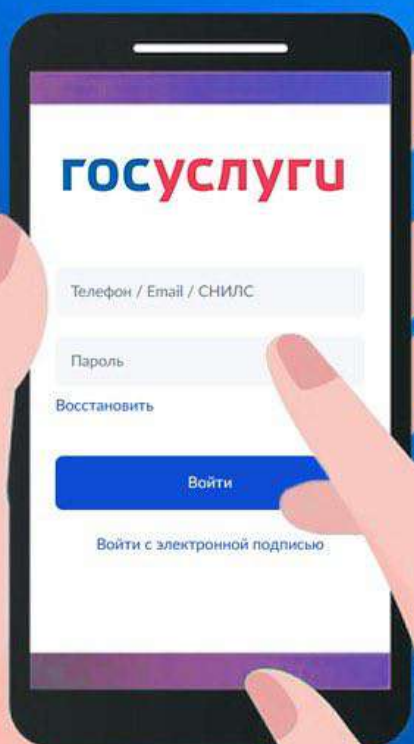 госуслуги
Телефон / Email / СНИЛС
Пароль
Восстановить
Войти
Войти с электронной подписью